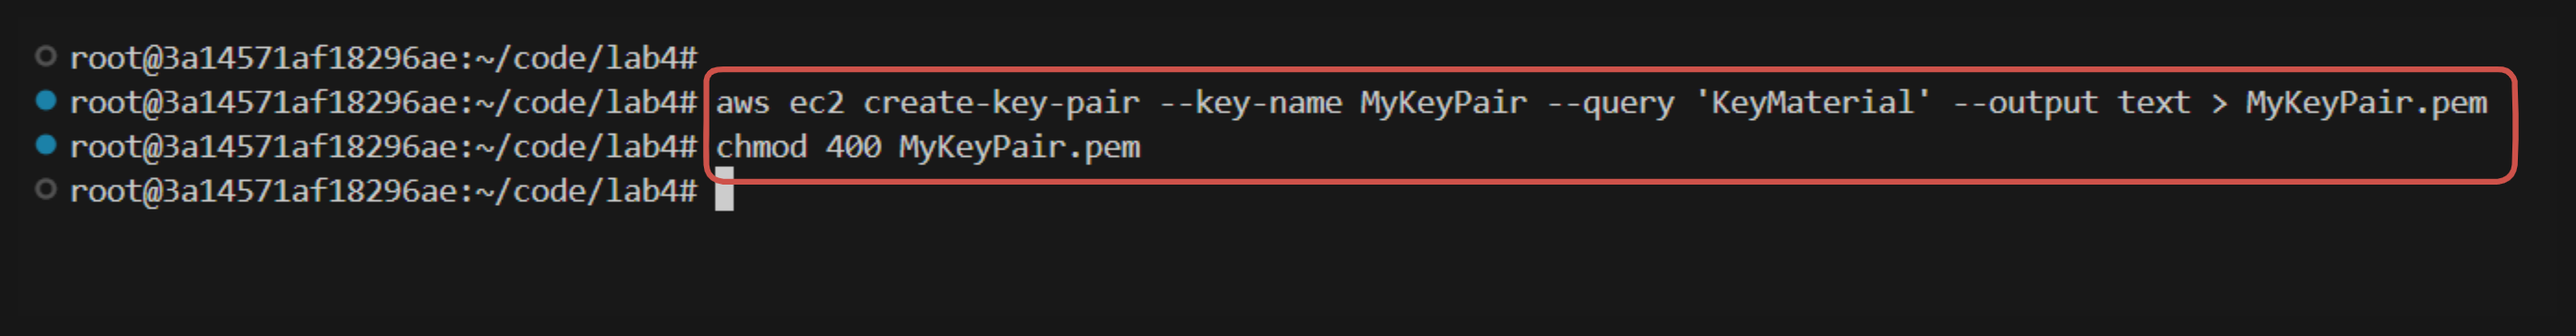 root@3a14571af18296ae:~/code/lab4#
root@3a14571af18296ae:~/code/lab4# aws ec2 create-key-pair --key-name MyKeyPair --query 'KeyMaterial' --output text > MyKeyPair.pem
root@3a14571af18296ae:~/code/lab4# chmod 400 MyKeyPair.pem
root@3a14571af18296ae:~/code/lab4#